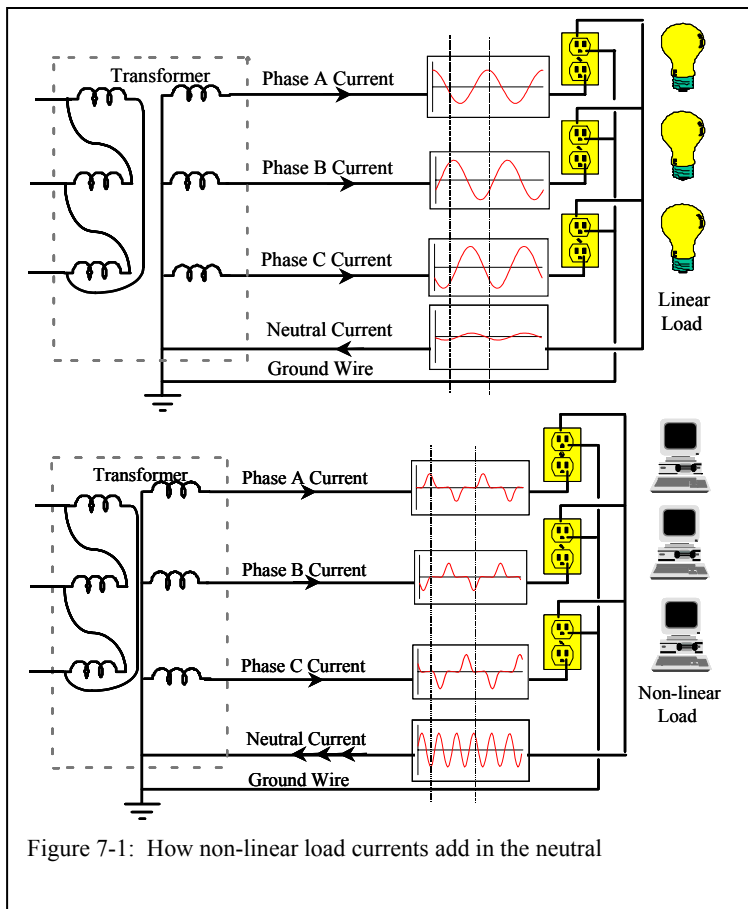 Transformer
Phase A Current
Phase B Current
Phase C Current
Linear
Load
Neutral Current
Ground Wire
Transformer
Phase A Current
Phase B Current
Phase C Current
Non-linear
Load
Neutral Current
Ground Wire
Figure 7-1: How non-linear load currents add in the neutral